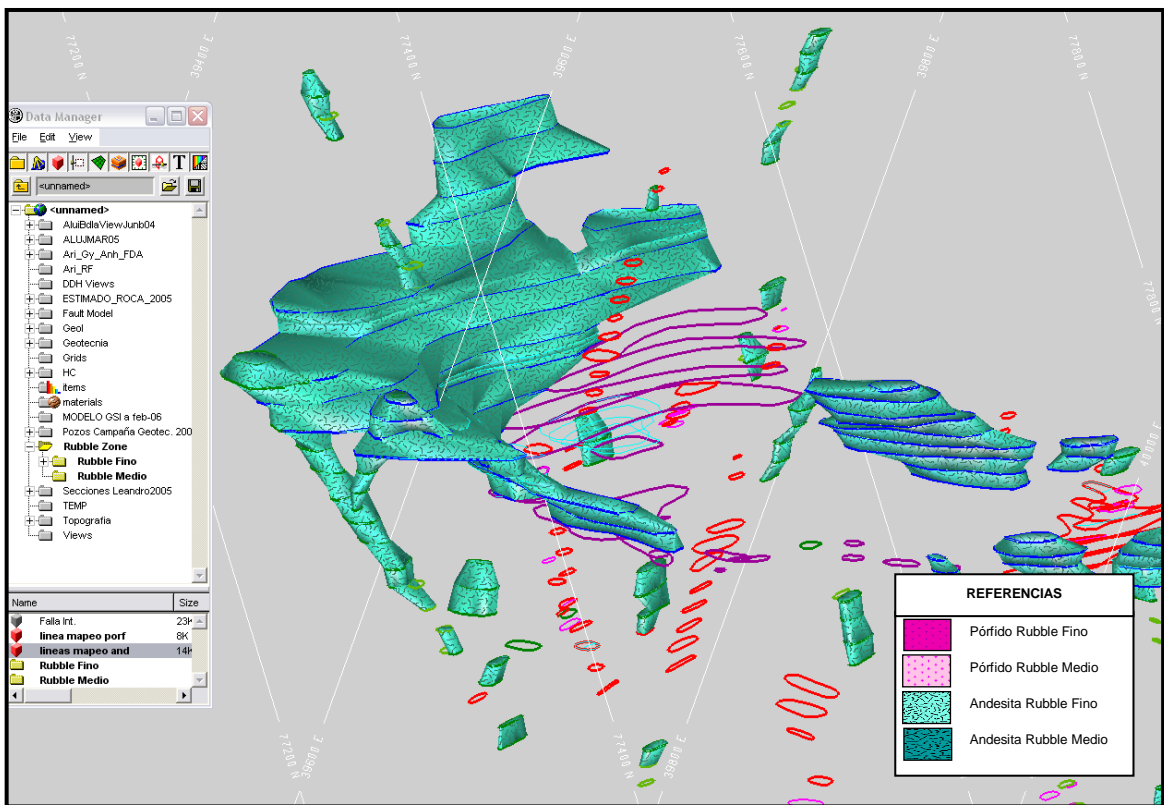 77200 N
39400 E
77400 N
39600 E
77600 N
39800 E
77800 N
40000 E
Data Manager
File Edit View
<unnamed>
<unnamed>
AluiBdlaViewJunb04
ALUJMAR05
Ari_Gy_Anh_FDA
Ari_RF
DDH Views
ESTIMADO_ROCA_2005
Fault Model
Geol
Geotecnia
Grids
HC
items
materials
MODELO GSI a feb-06
Pozos Campaña Geotec. 200
Rubble Zone
Rubble Fino
Rubble Medio
Secciones Leandro2005
TEMP
Topografia
Views
Name Size
Falla Int. 23K
linea mapeo porf 8K
lineas mapeo and 14K
Rubble Fino
Rubble Medio
77200 N
39600 E
77400 N
39800 E
REFERENCIAS
Pórfido Rubble Fino
Pórfido Rubble Medio
Andesita Rubble Fino
Andesita Rubble Medio